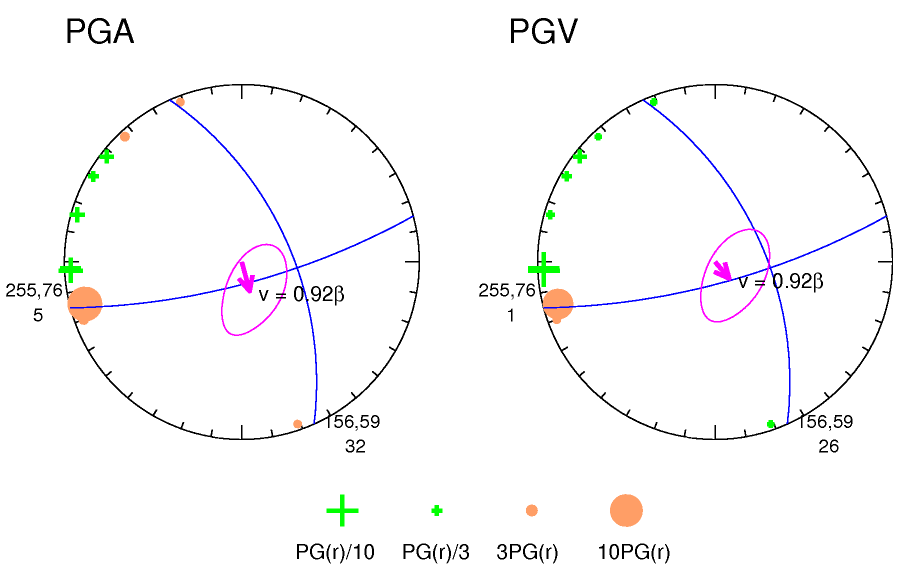 PGA
PGV
255,76
5
v = 0.92β
156,59
32
255,76
1
v = 0.92β
156,59
26
PG(r)/10 PG(r)/3 3PG(r) 10PG(r)